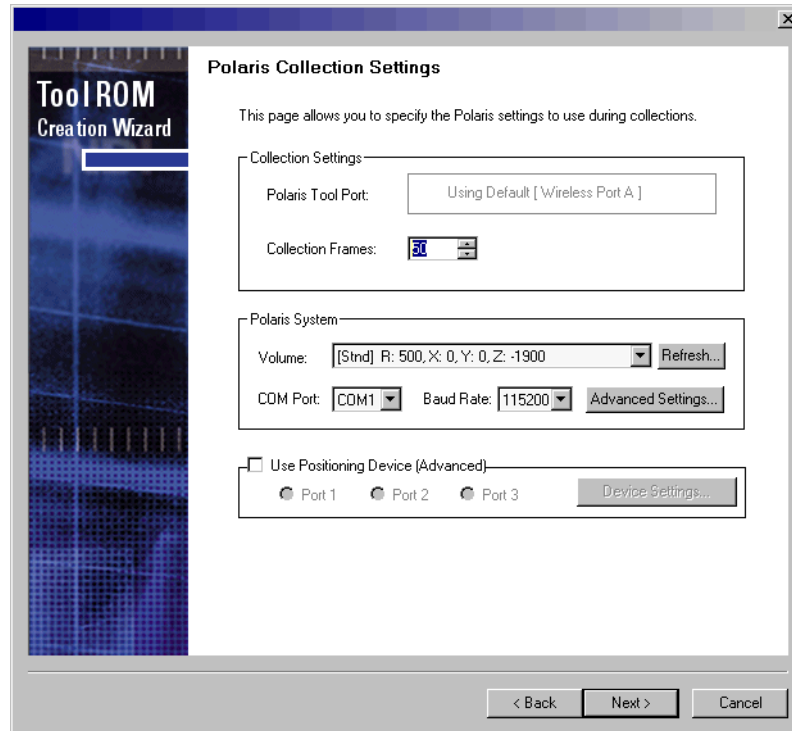 Tool ROM
Creation Wizard
Polaris Collection Settings
This page allows you to specify the Polaris settings to use during collections.
Collection Settings
Polaris Tool Port: Using Default [ Wireless Port A ]
Collection Frames: 50
Polaris System
Volume: [Stnd] R: 500, X: 0, Y: 0, Z: -1900 Refresh...
COM Port: COM1 Baud Rate: 115200 Advanced Settings...
Use Positioning Device (Advanced)
Port 1 Port 2 Port 3 Device Settings...
< Back Next > Cancel